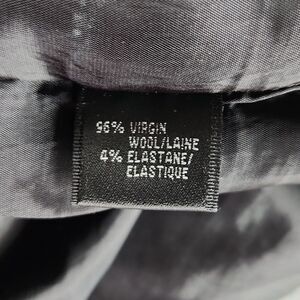 96% VIRGIN
WOOL/LAINE
4% ELASTANE/
ELASTIQUE